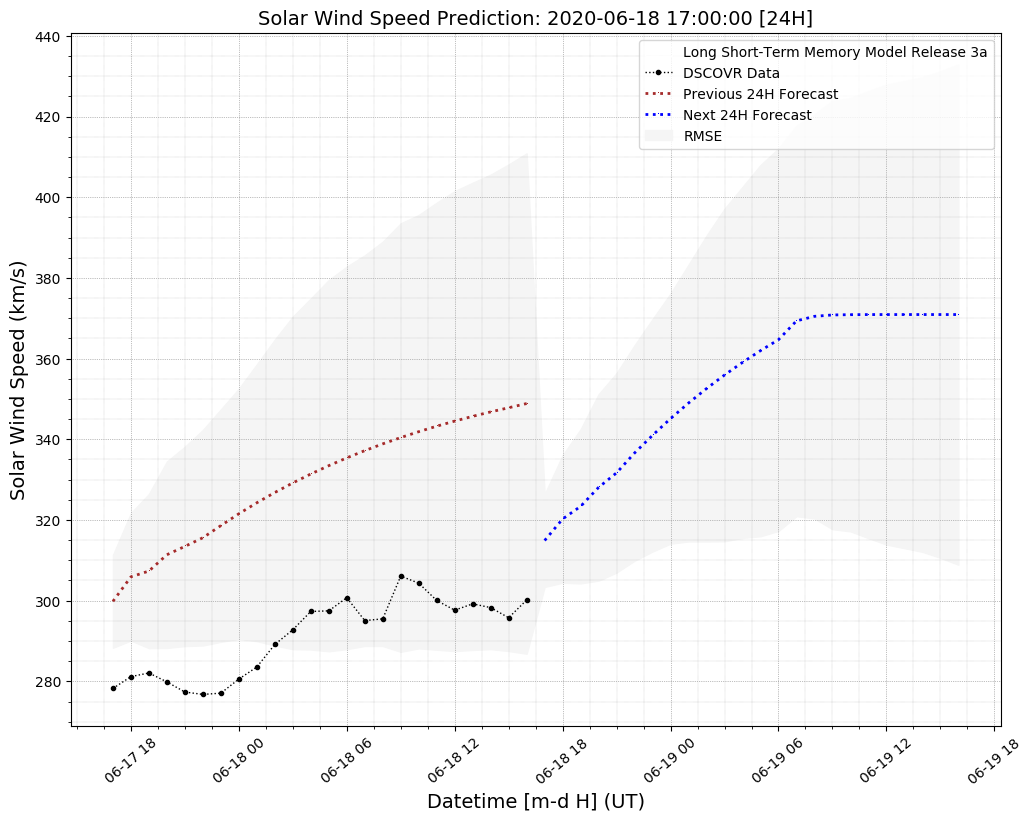 Solar Wind Speed Prediction: 2020-06-18 17:00:00 [24H]
Long Short-Term Memory Model Release 3a
DSCOVR Data
Previous 24H Forecast
Next 24H Forecast
RMSE
Solar Wind Speed (km/s)
440
420
400
380
360
340
320
300
280
06-17 18
06-18 00
06-18 06
06-18 12
06-18 18
06-19 00
06-19 06
06-19 12
06-19 18
Datetime [m-d H] (UT)